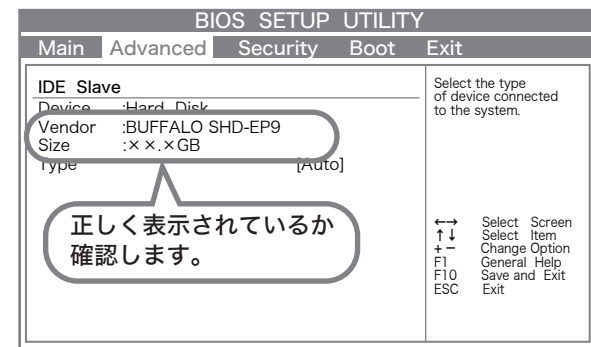 BIOS SETUP UTILITY
Main Advanced Security Boot Exit
IDE Slave
Device :Hard Disk
Vendor :BUFFALO SHD-EP9
Size :××.×GB
Type [Auto]
正しく表示されているか
確認します。
Select the type
of device connected
to the system.
←→ Select Screen
↑↓ Select Item
+− Change Option
F1 General Help
F10 Save and Exit
ESC Exit